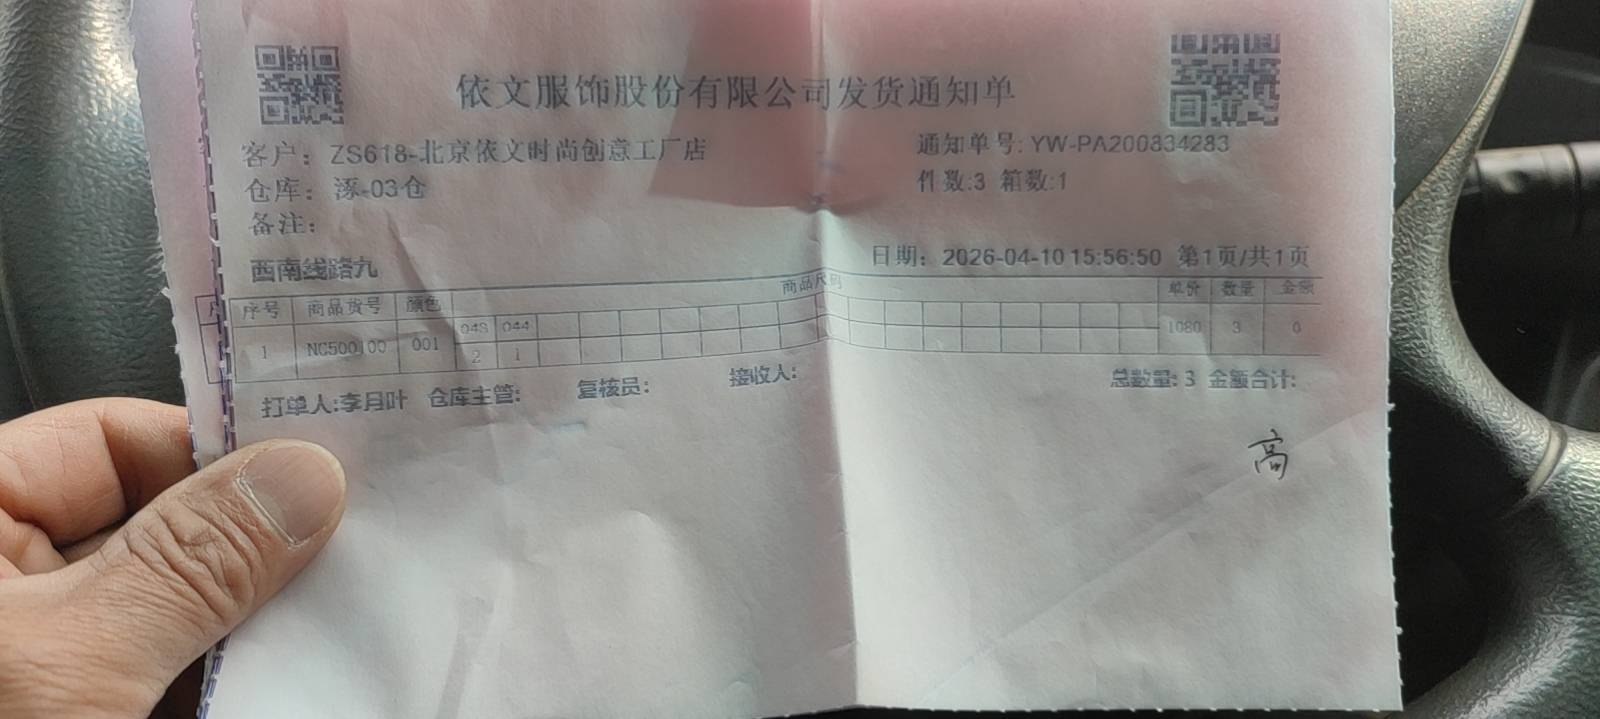 依文服饰股份有限公司发货通知单
客户：ZS618-北京依文时尚创意工厂店 通知单号:YW-PA200834283
仓库：涿-03仓 件数:3 箱数:1
备注：
西南线路九 日期：2026-04-10 15:56:50 第1页/共1页
序号 商品货号 颜色 商品尺码 单价 数量 金额
048 044
1 NC500100 001 2 1 1080 3 0
打单人:李月叶 仓库主管: 复核员: 接收人: 总数量:3 金额合计:
高